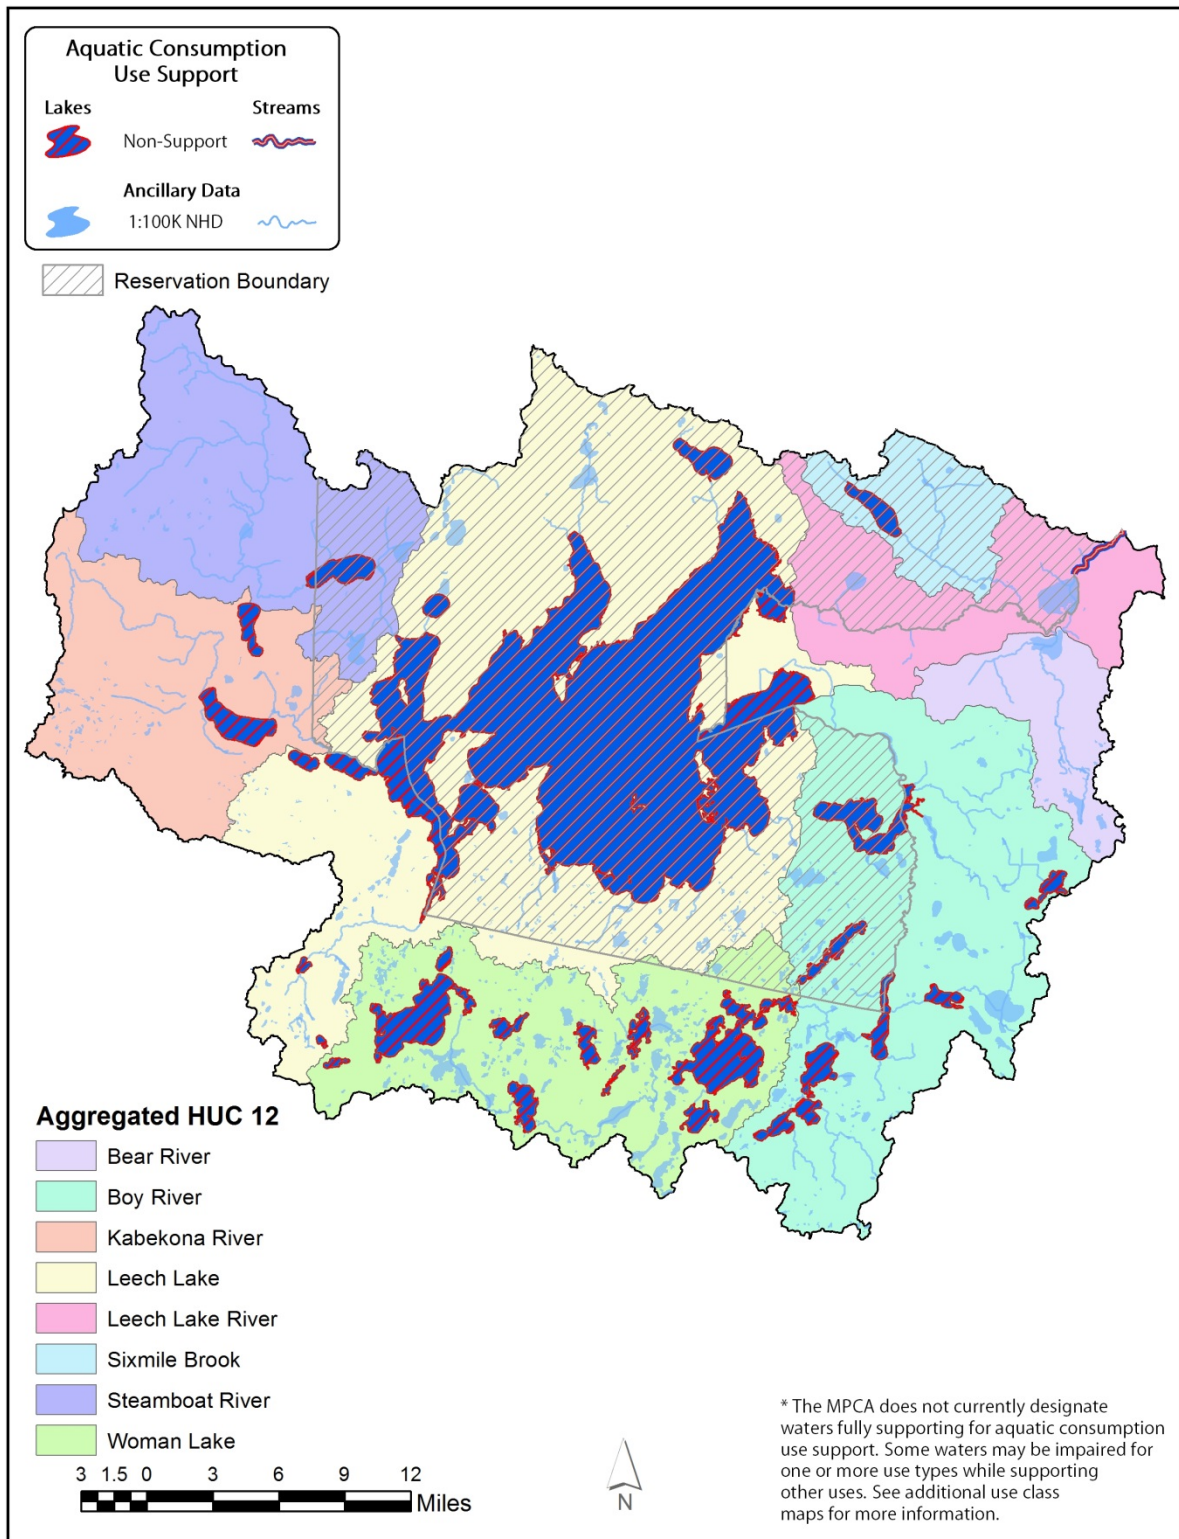 Aquatic Consumption
Use Support
Lakes
Streams
Non-Support
Ancillary Data
1:100K NHD
Reservation Boundary
Aggregated HUC 12
Bear River
Boy River
Kabekona River
Leech Lake
Leech Lake River
Sixmile Brook
Steamboat River
Woman Lake
3 1.5 0 3 6 9 12
Miles
N
* The MPCA does not currently designate
waters fully supporting for aquatic consumption
use support. Some waters may be impaired for
one or more use types while supporting
other uses. See additional use class
maps for more information.